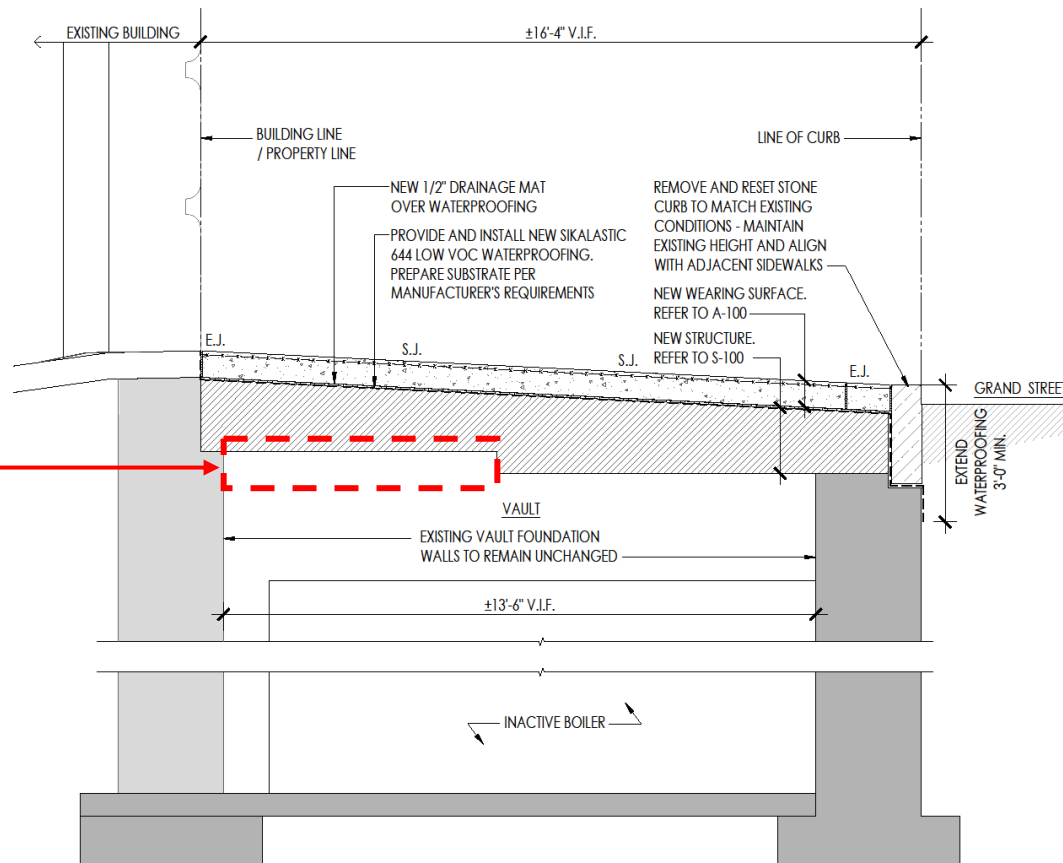 EXISTING BUILDING
±16'-4" V.I.F.
BUILDING LINE
/ PROPERTY LINE
LINE OF CURB
NEW 1/2" DRAINAGE MAT
OVER WATERPROOFING
PROVIDE AND INSTALL NEW SIKALASTIC
644 LOW VOC WATERPROOFING.
PREPARE SUBSTRATE PER
MANUFACTURER'S REQUIREMENTS
REMOVE AND RESET STONE
CURB TO MATCH EXISTING
CONDITIONS - MAINTAIN
EXISTING HEIGHT AND ALIGN
WITH ADJACENT SIDEWALKS
NEW WEARING SURFACE.
REFER TO A-100
NEW STRUCTURE.
REFER TO S-100
E.J.
S.J.
S.J.
E.J.
GRAND STREE
EXTEND
WATERPROOFING
3'-0" MIN.
VAULT
EXISTING VAULT FOUNDATION
WALLS TO REMAIN UNCHANGED
±13'-6" V.I.F.
INACTIVE BOILER